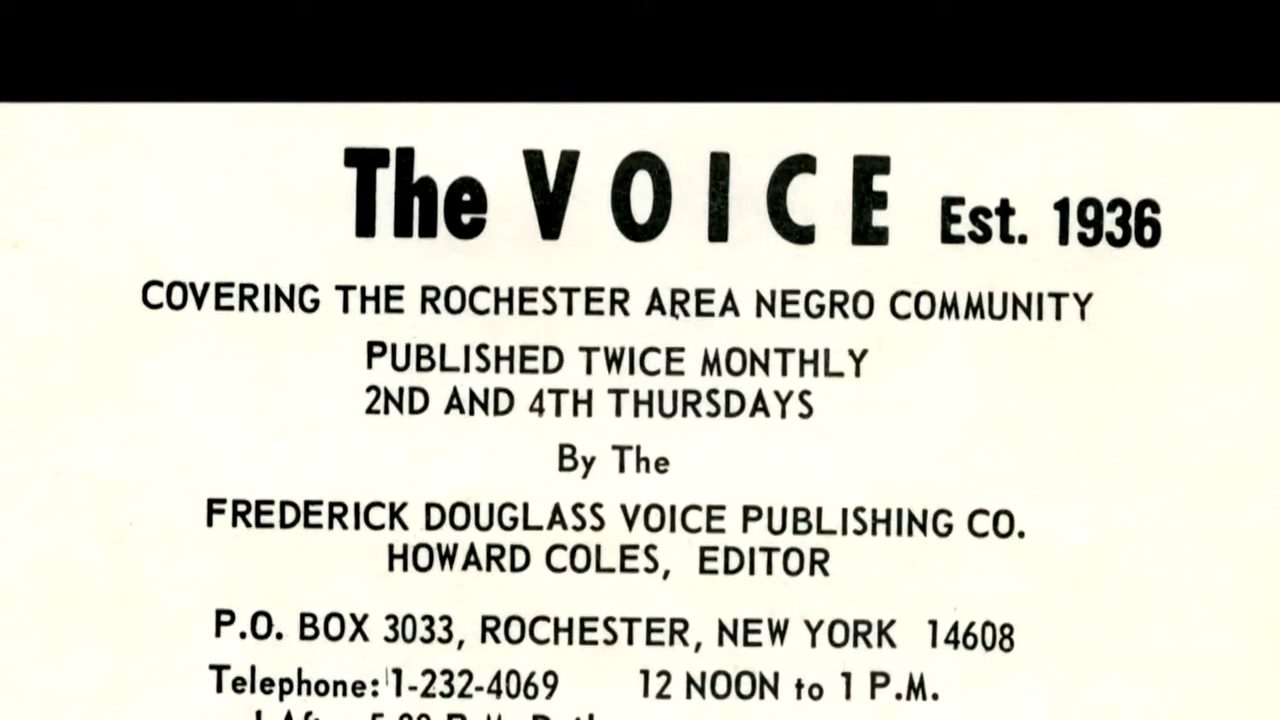 The VOICE Est. 1936
COVERING THE ROCHESTER AREA NEGRO COMMUNITY
PUBLISHED TWICE MONTHLY
2ND AND 4TH THURSDAYS
By The
FREDERICK DOUGLASS VOICE PUBLISHING CO.
HOWARD COLES, EDITOR
P.O. BOX 3033, ROCHESTER, NEW YORK 14608
Telephone: 1-232-4069 12 NOON to 1 P.M.